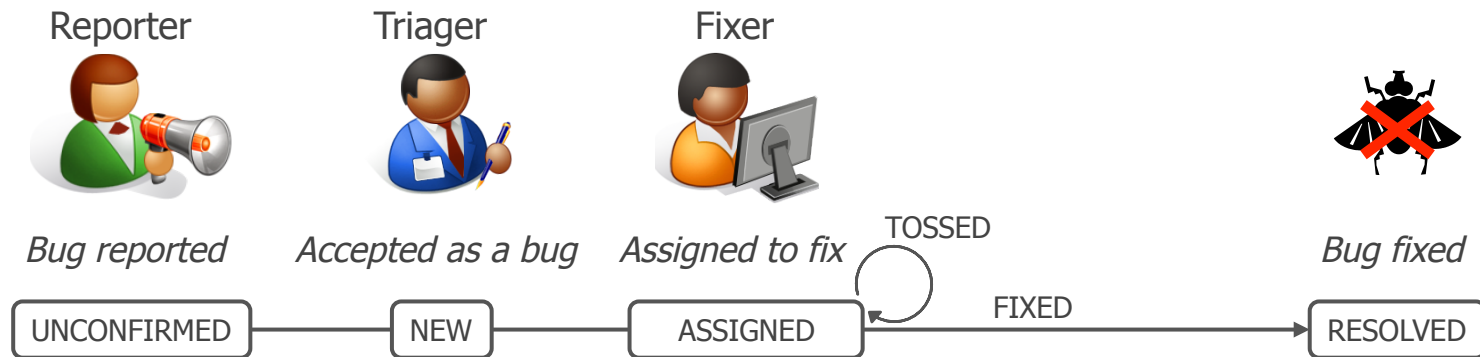 Reporter
Triager
Fixer
Bug reported
Accepted as a bug
Assigned to fix
TOSSED
Bug fixed
UNCONFIRMED
NEW
ASSIGNED
FIXED
RESOLVED